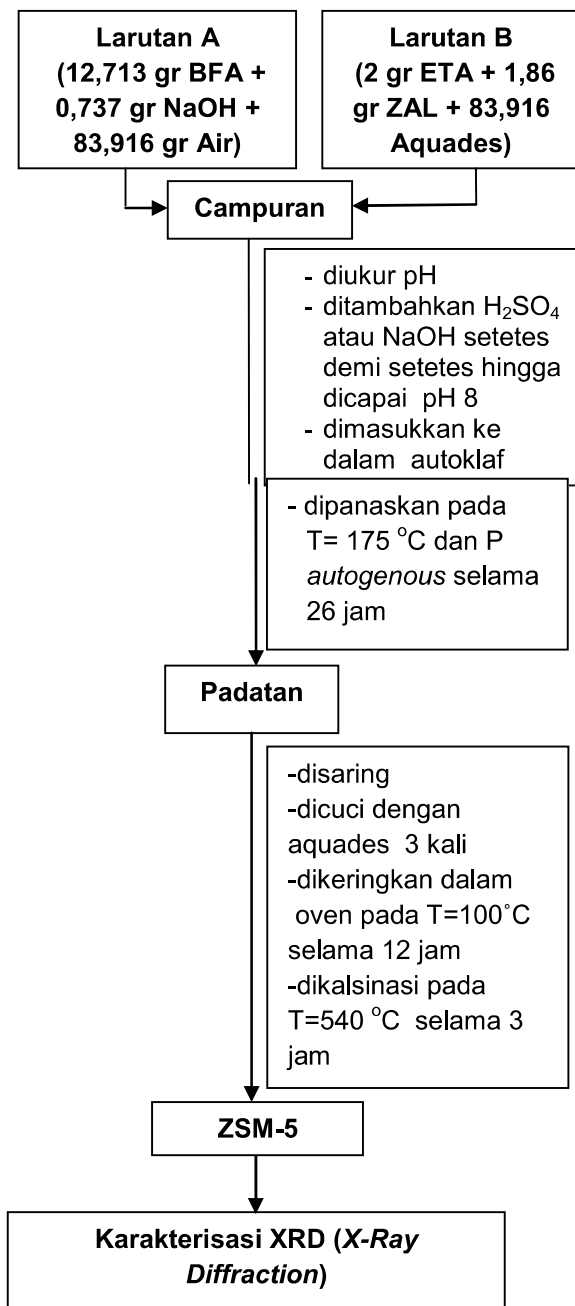 Larutan A
(12,713 gr BFA +
0,737 gr NaOH +
83,916 gr Air)
Larutan B
(2 gr ETA + 1,86
gr ZAL + 83,916
Aquades)
Campuran
- diukur pH
- ditambahkan H₂SO₄
atau NaOH setetes
demi setetes hingga
dicapai pH 8
- dimasukkan ke
dalam autoklaf
- dipanaskan pada
T= 175 °C dan P
autogenous selama
26 jam
Padatan
-disaring
-dicuci dengan
aquades 3 kali
-dikeringkan dalam
oven pada T=100˚C
selama 12 jam
-dikalsinasi pada
T=540 °C selama 3
jam
ZSM-5
Karakterisasi XRD (X-Ray
Diffraction)